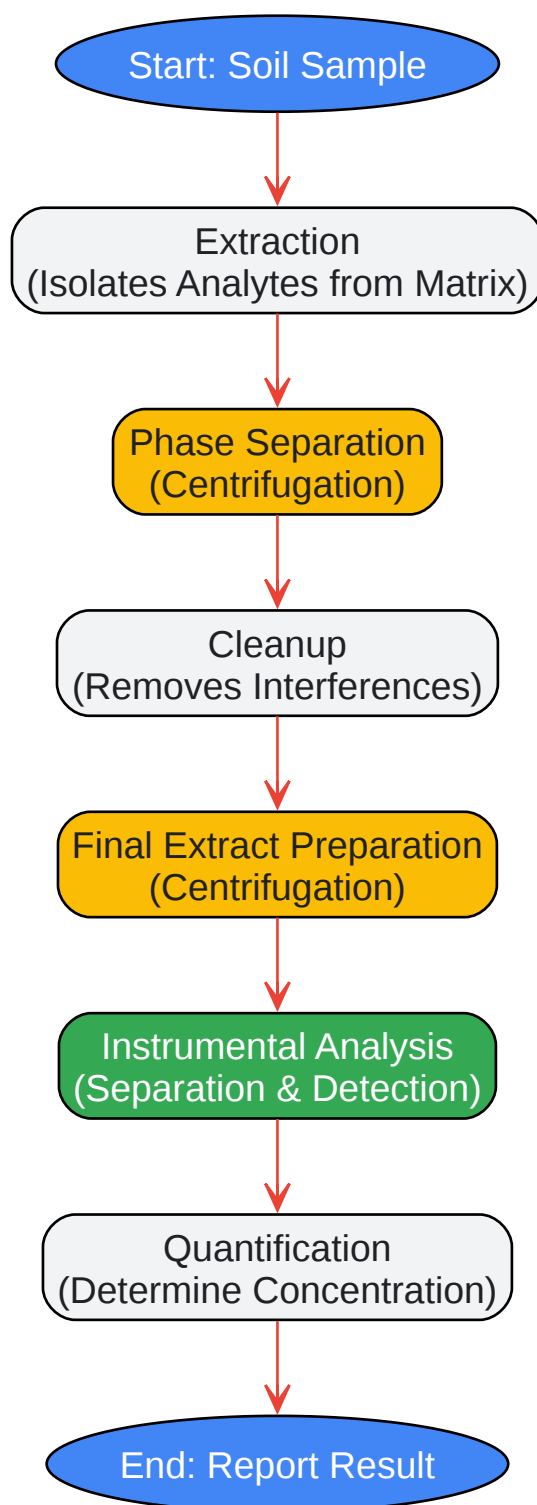 Start: Soil Sample
Extraction
(Isolates Analytes from Matrix)
Phase Separation
(Centrifugation)
Cleanup
(Removes Interferences)
Final Extract Preparation
(Centrifugation)
Instrumental Analysis
(Separation & Detection)
Quantification
(Determine Concentration)
End: Report Result